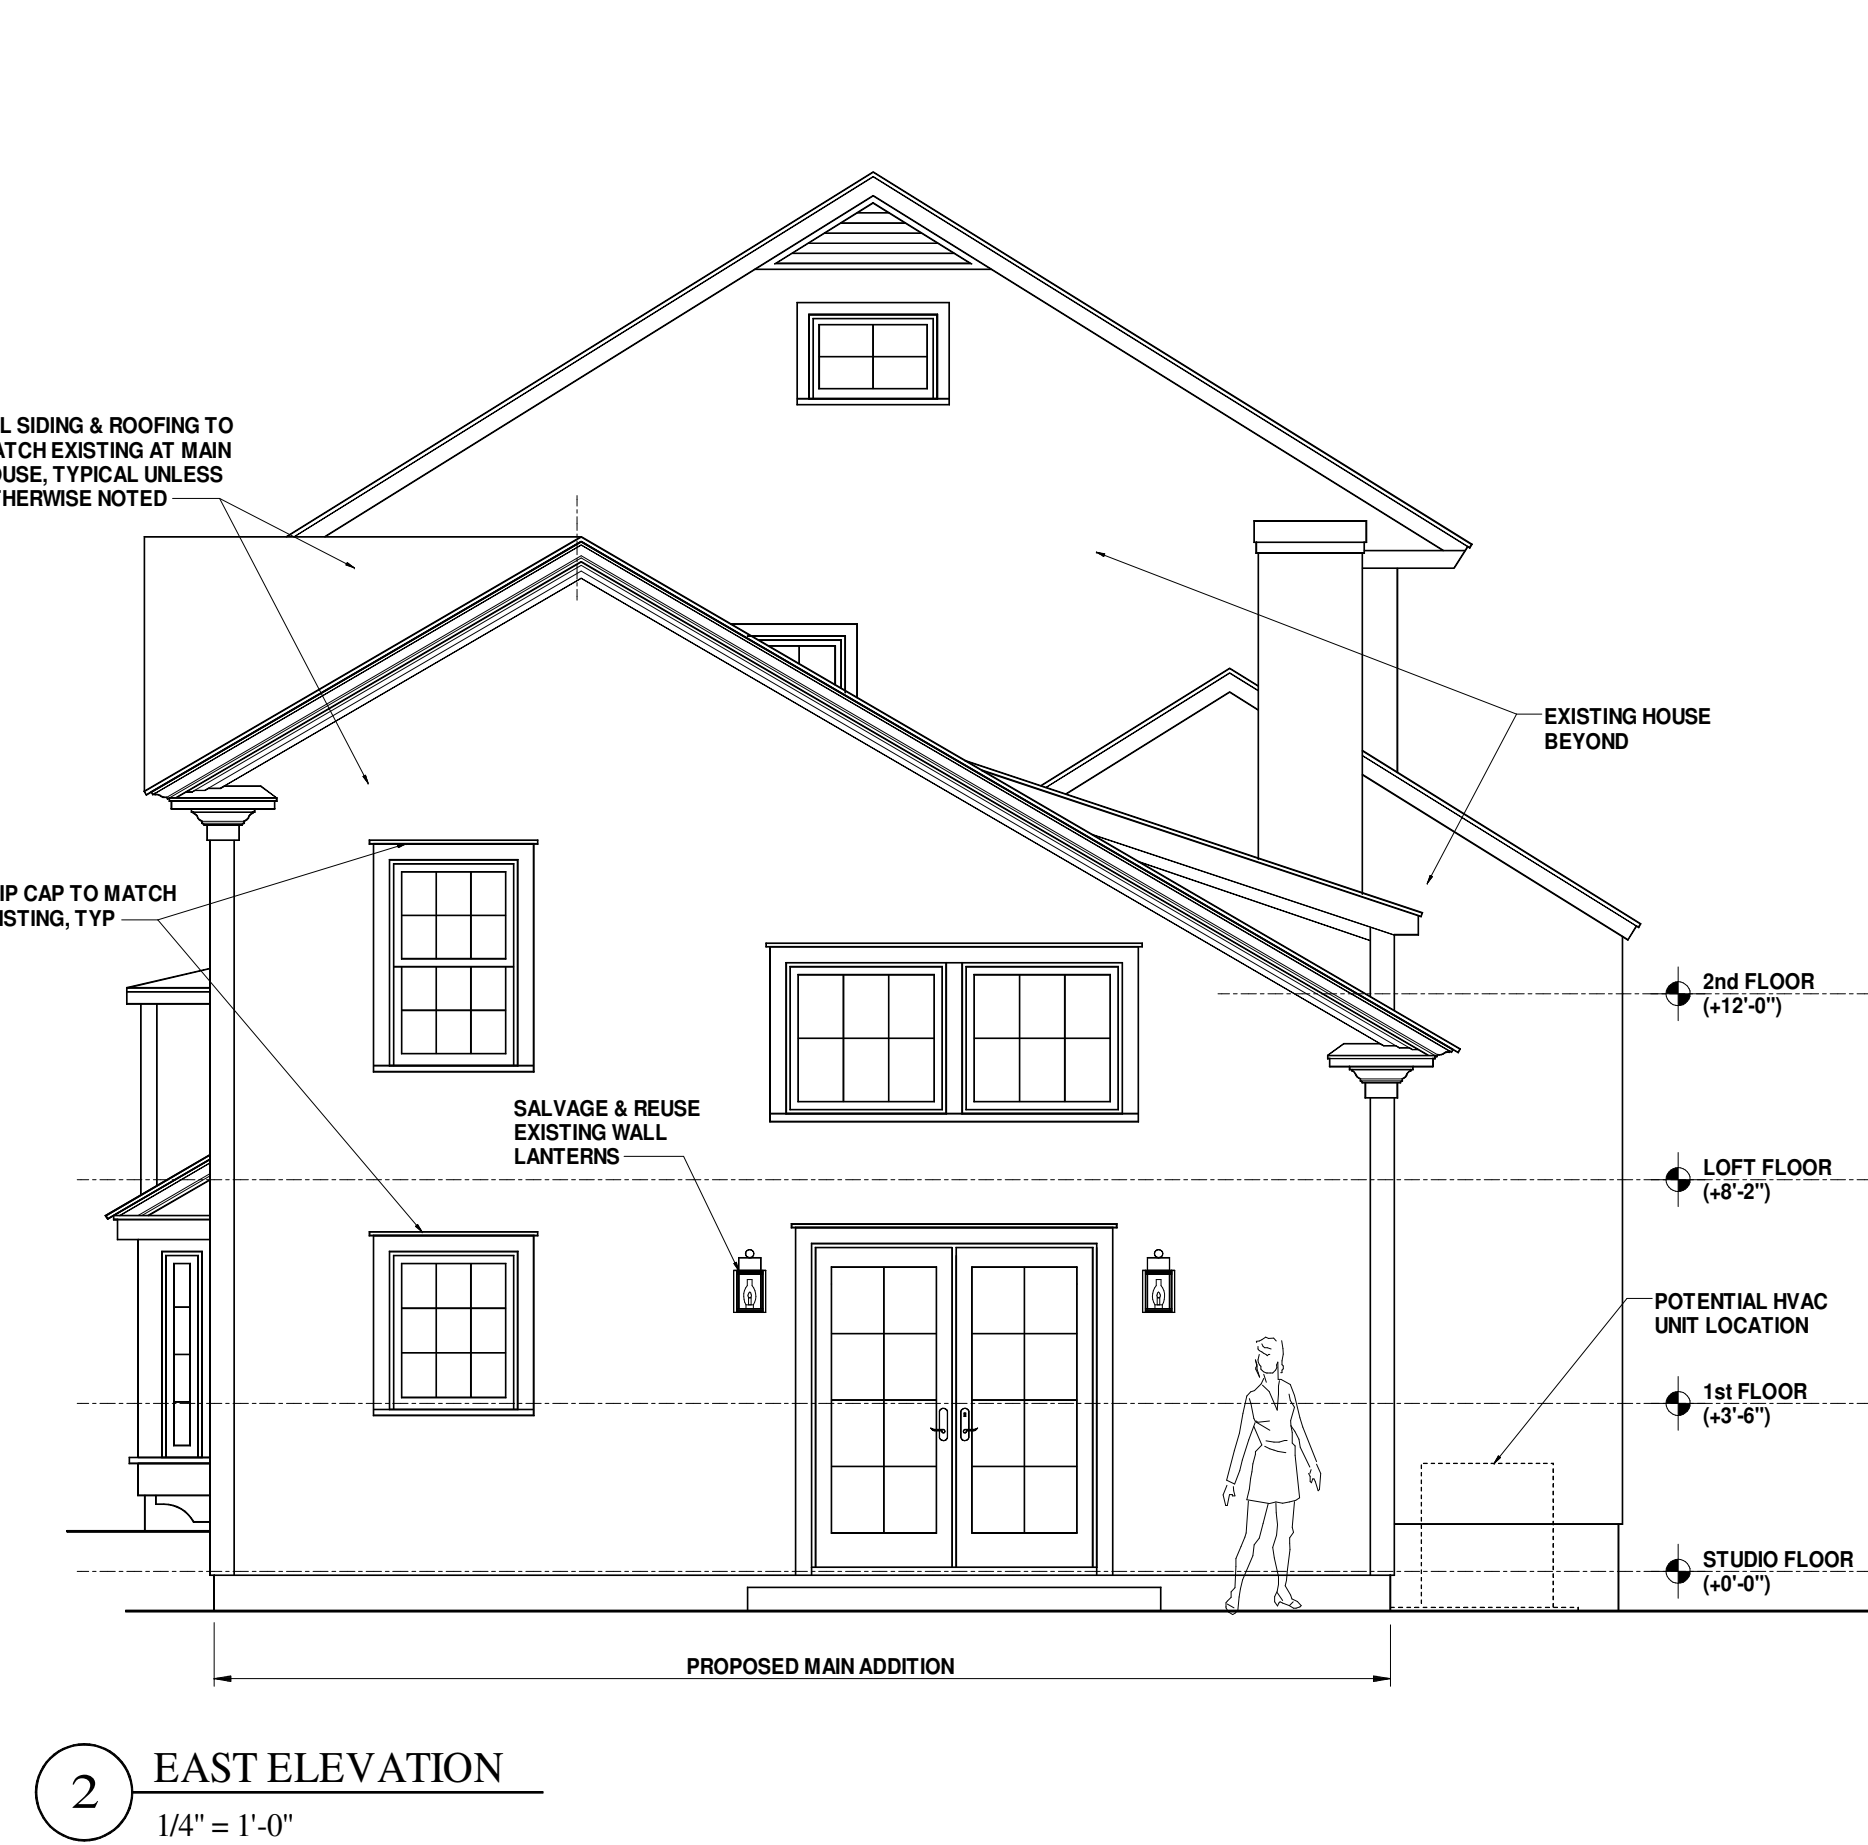 L SIDING & ROOFING TO
ATCH EXISTING AT MAIN
OUSE, TYPICAL UNLESS
THERWISE NOTED
EXISTING HOUSE
BEYOND
IP CAP TO MATCH
ISTING, TYP
2nd FLOOR
(+12'-0")
SALVAGE & REUSE
EXISTING WALL
LANTERNS
LOFT FLOOR
(+8'-2")
POTENTIAL HVAC
UNIT LOCATION
1st FLOOR
(+3'-6")
STUDIO FLOOR
(+0'-0")
PROPOSED MAIN ADDITION
2
EAST ELEVATION
1/4" = 1'-0"